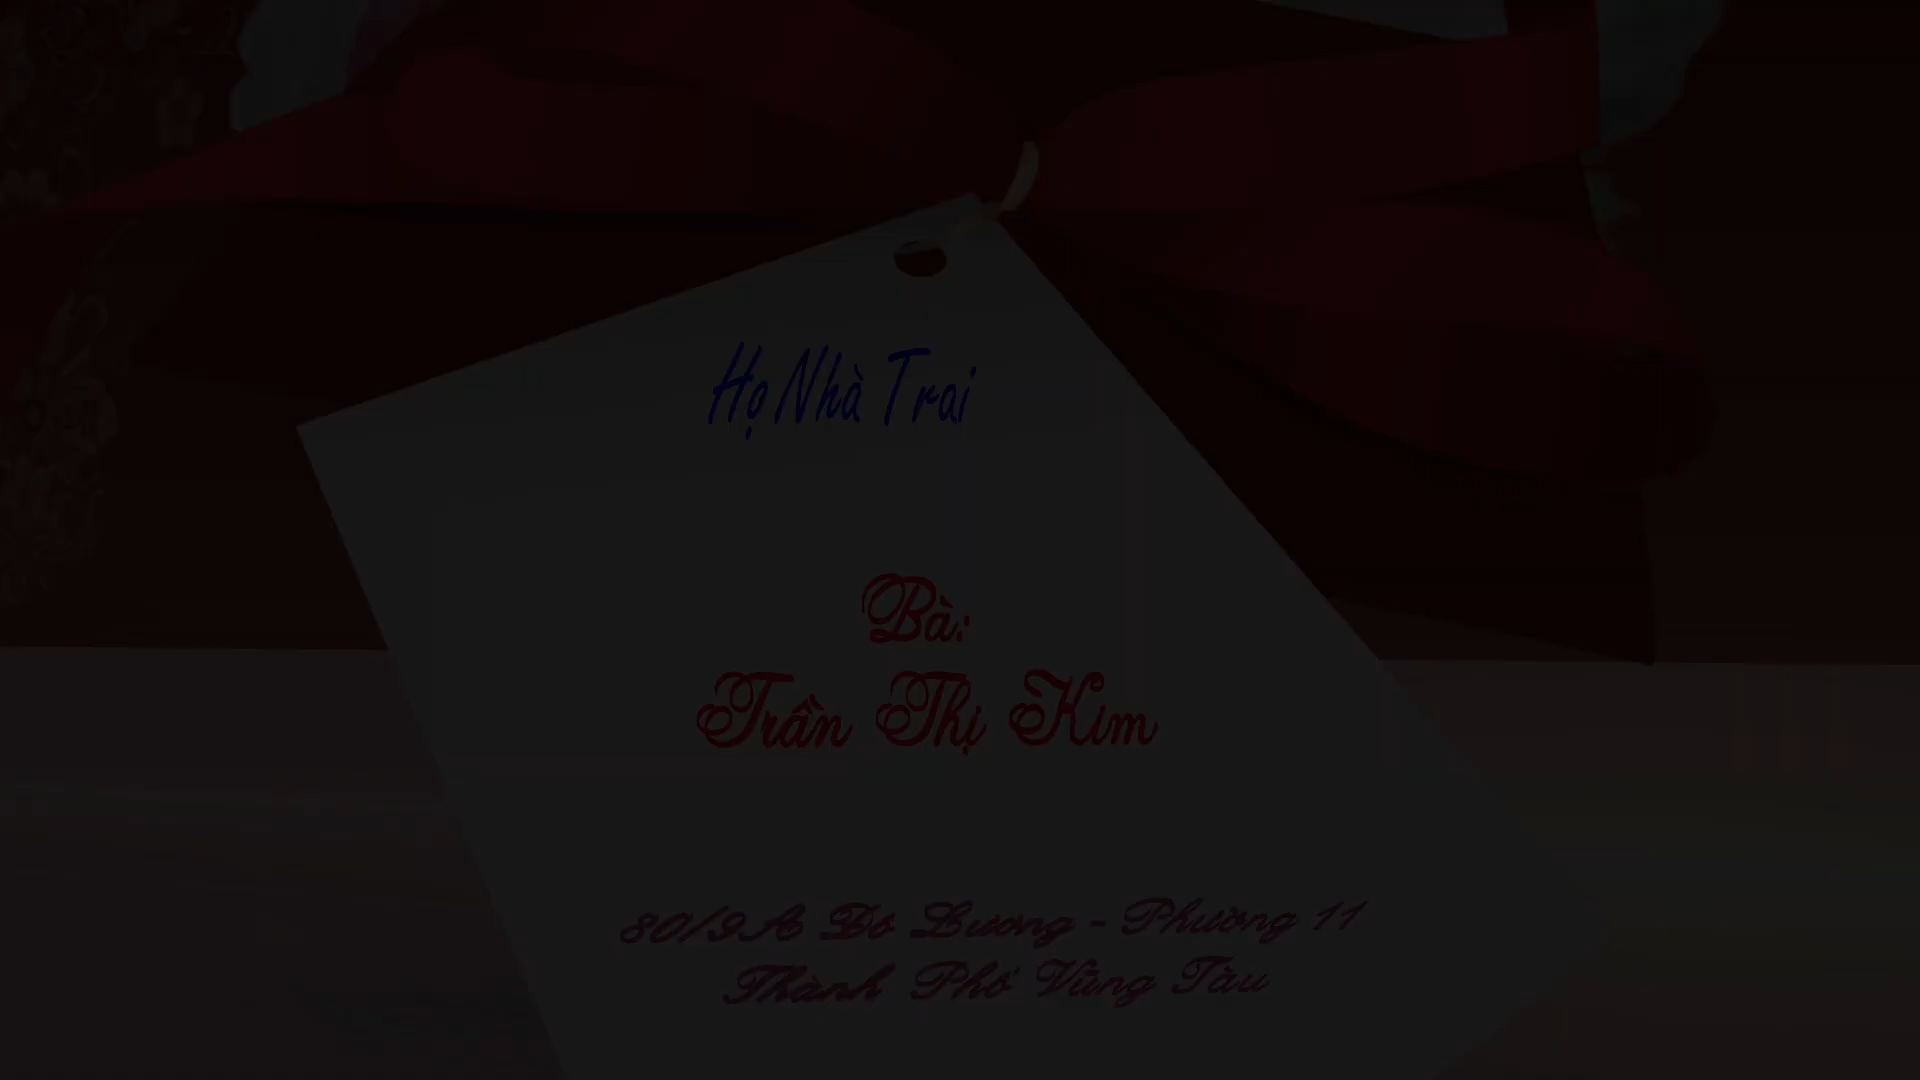 Họ Nhà Trai
Bà:
Trần Thị Kim
80/9A Đô Lương - Phường 11
Thành Phố Vũng Tàu